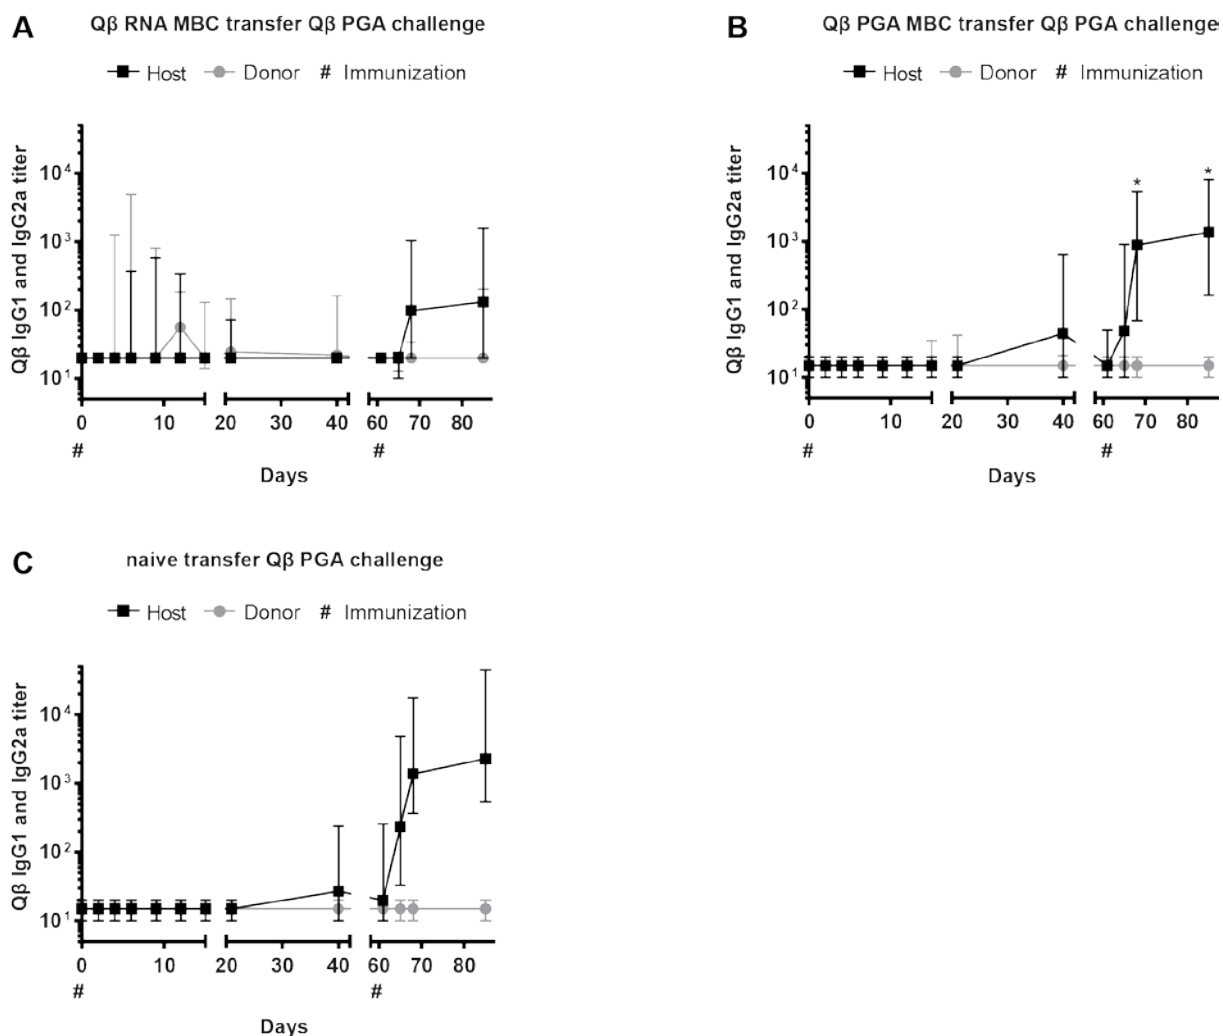 A
Qβ RNA MBC transfer Qβ PGA challenge
Host Donor # Immunization
Qβ IgG1 and IgG2a titer
10⁴
10³
10²
10¹
0 10 20 30 40 60 70 80
# #
Days
B
Qβ PGA MBC transfer Qβ PGA challenge
Host Donor # Immunization
Qβ IgG1 and IgG2a titer
10⁴
10³
10²
10¹
* *
0 10 20 30 40 60 70 80
# #
Days
C
naive transfer Qβ PGA challenge
Host Donor # Immunization
Qβ IgG1 and IgG2a titer
10⁴
10³
10²
10¹
0 10 20 30 40 60 70 80
# #
Days